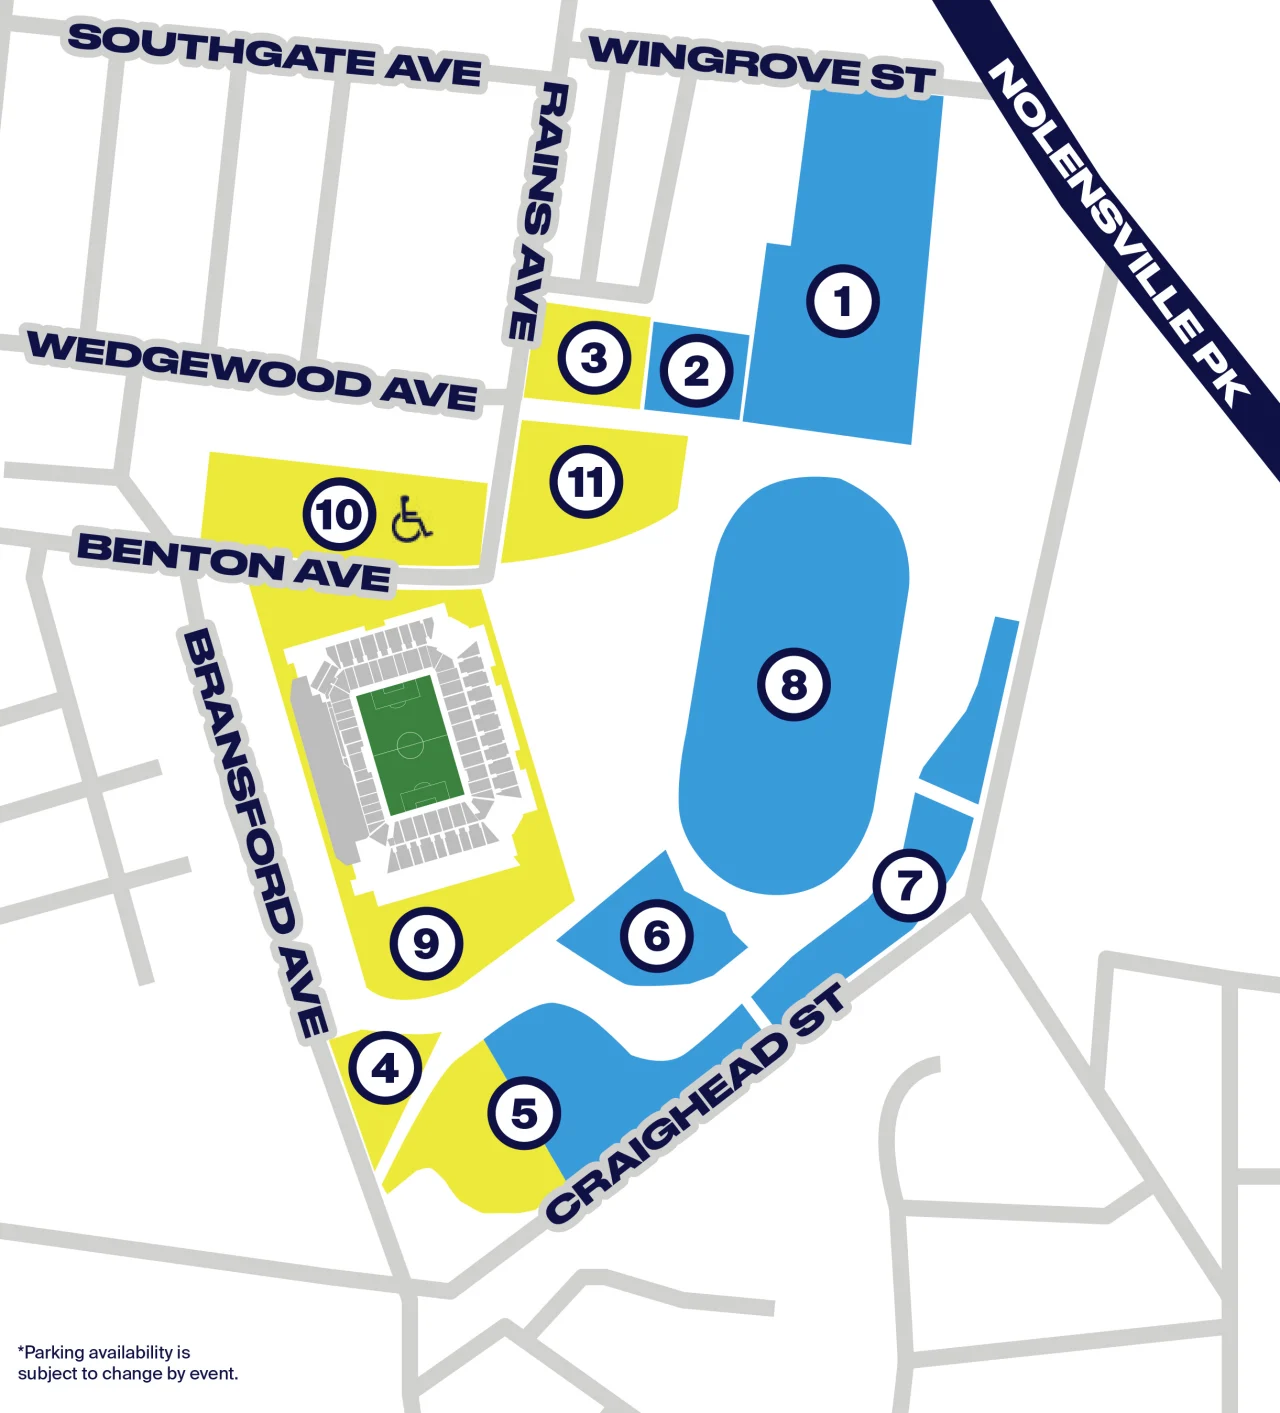 SOUTHGATE AVE
WINGROVE ST
NOLENSVILLE PK
RAINS AVE
1
WEDGEWOOD AVE
3
2
11
10
BENTON AVE
BRANSFORD AVE
8
7
6
9
CRAIGHEAD ST
4
5
*Parking availability is
subject to change by event.